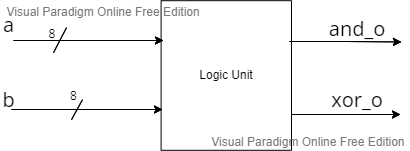 Visual Paradigm Online Free Edition
a
8
and_o
Logic Unit
b
8
xor_o
Visual Paradigm Online Free Edition